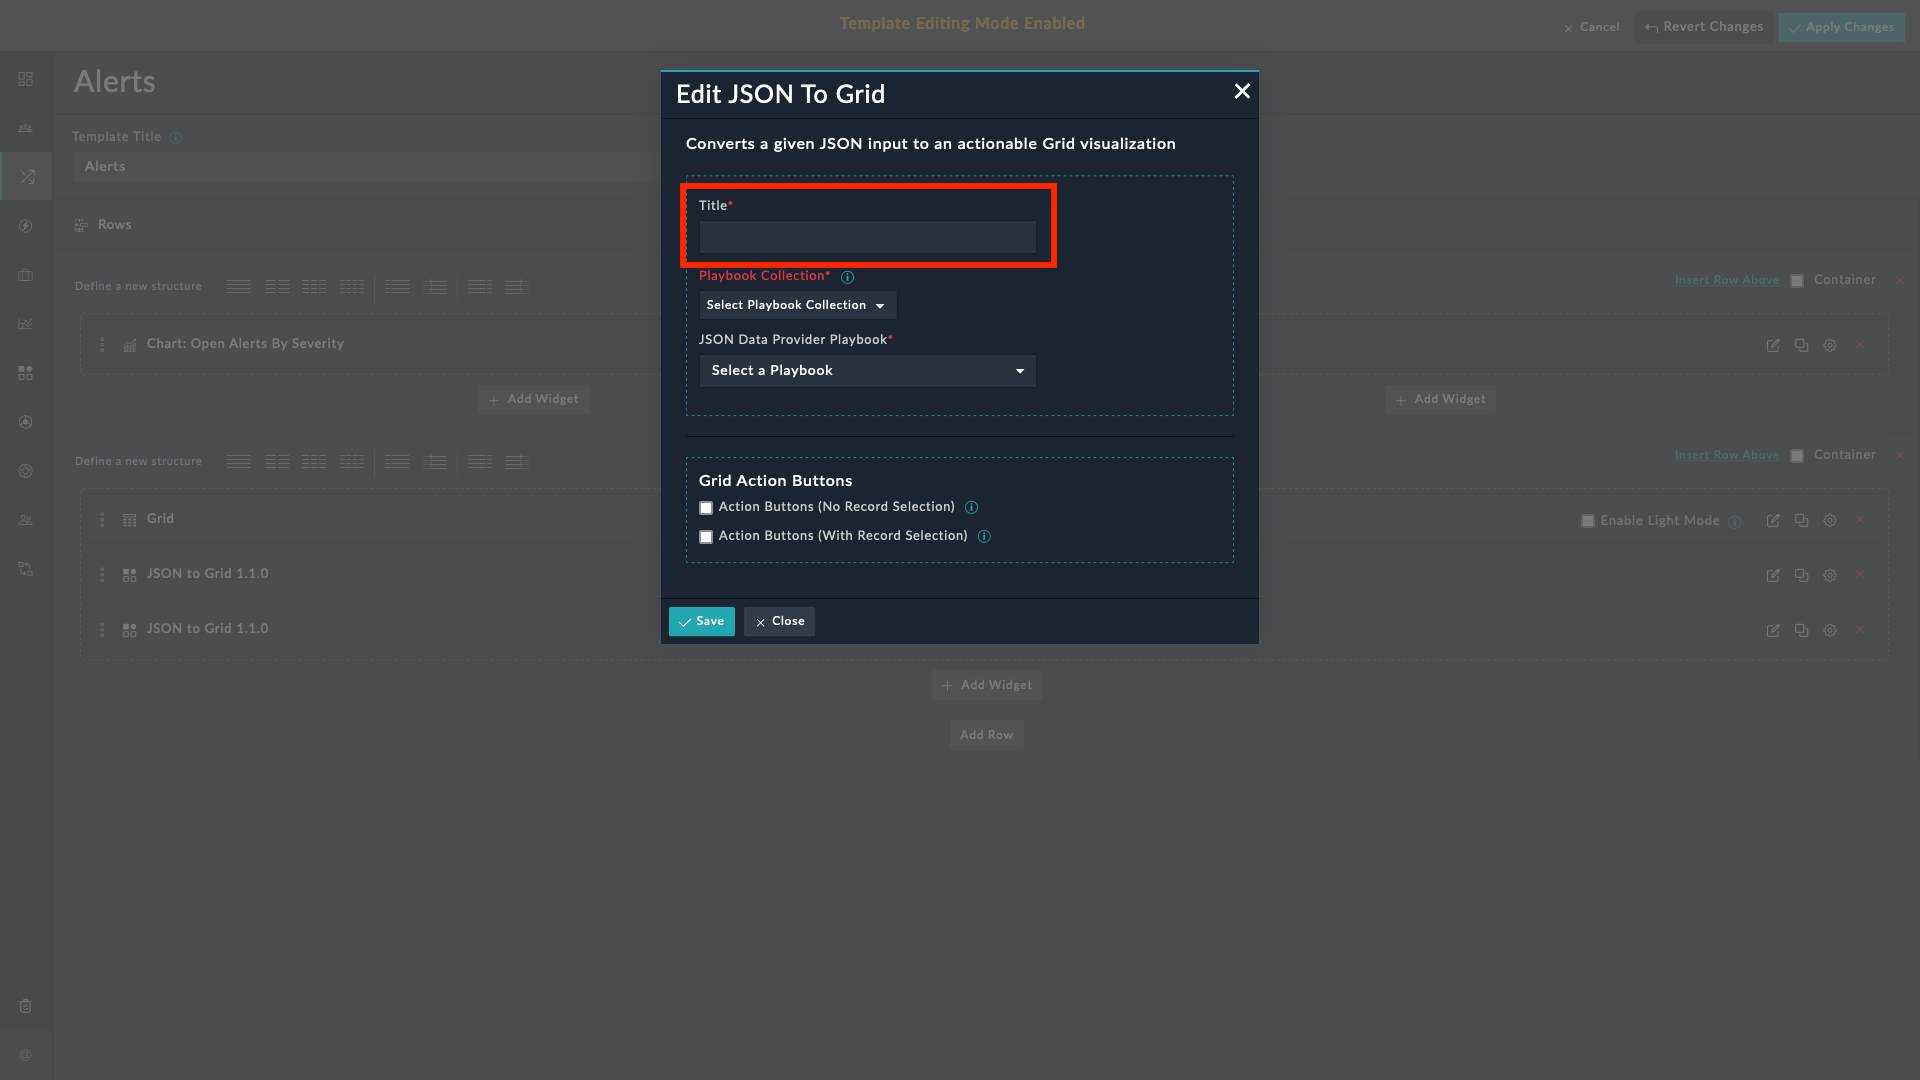 Template Editing Mode Enabled
Cancel
Revert Changes
Apply Changes
Alerts
Template Title
Alerts
Rows
Define a new structure
Insert Row Above
Container
Chart: Open Alerts By Severity
Add Widget
Add Widget
Define a new structure
Insert Row Above
Container
Grid
Enable Light Mode
JSON to Grid 1.1.0
JSON to Grid 1.1.0
Add Widget
Add Row
Edit JSON To Grid
Converts a given JSON input to an actionable Grid visualization
Title*
Playbook Collection*
Select Playbook Collection
JSON Data Provider Playbook*
Select a Playbook
Grid Action Buttons
Action Buttons (No Record Selection)
Action Buttons (With Record Selection)
Save
Close